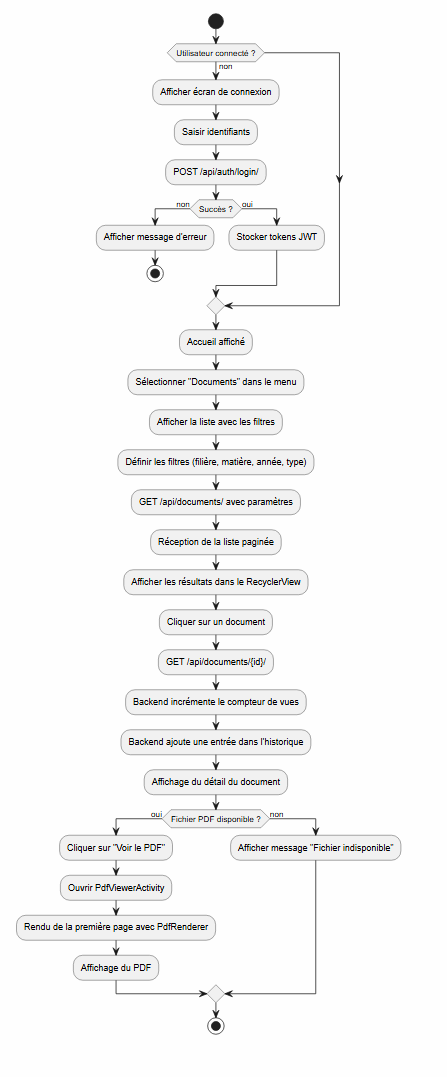 Utilisateur connecté ?
non
Afficher écran de connexion
Saisir identifiants
POST /api/auth/login/
non
Succès ?
oui
Afficher message d'erreur
Stocker tokens JWT
Accueil affiché
Sélectionner "Documents" dans le menu
Afficher la liste avec les filtres
Définir les filtres (filière, matière, année, type)
GET /api/documents/ avec paramètres
Réception de la liste paginée
Afficher les résultats dans le RecyclerView
Cliquer sur un document
GET /api/documents/{id}/
Backend incrémente le compteur de vues
Backend ajoute une entrée dans l'historique
Affichage du détail du document
oui
Fichier PDF disponible ?
non
Cliquer sur "Voir le PDF"
Afficher message "Fichier indisponible"
Ouvrir PdfViewerActivity
Rendu de la première page avec PdfRenderer
Affichage du PDF